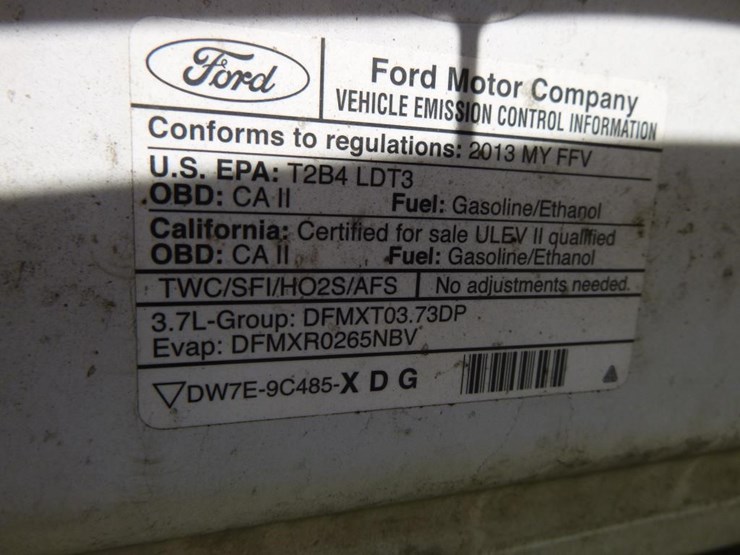 Ford
Ford Motor Company
VEHICLE EMISSION CONTROL INFORMATION
Conforms to regulations: 2013 MY FFV
U.S. EPA: T2B4 LDT3
OBD: CA II Fuel: Gasoline/Ethanol
California: Certified for sale ULEV II qualified
OBD: CA II Fuel: Gasoline/Ethanol
TWC/SFI/HO2S/AFS No adjustments needed.
3.7L-Group: DFMXT03.73DP
Evap: DFMXR0265NBV
DW7E-9C485-X D G